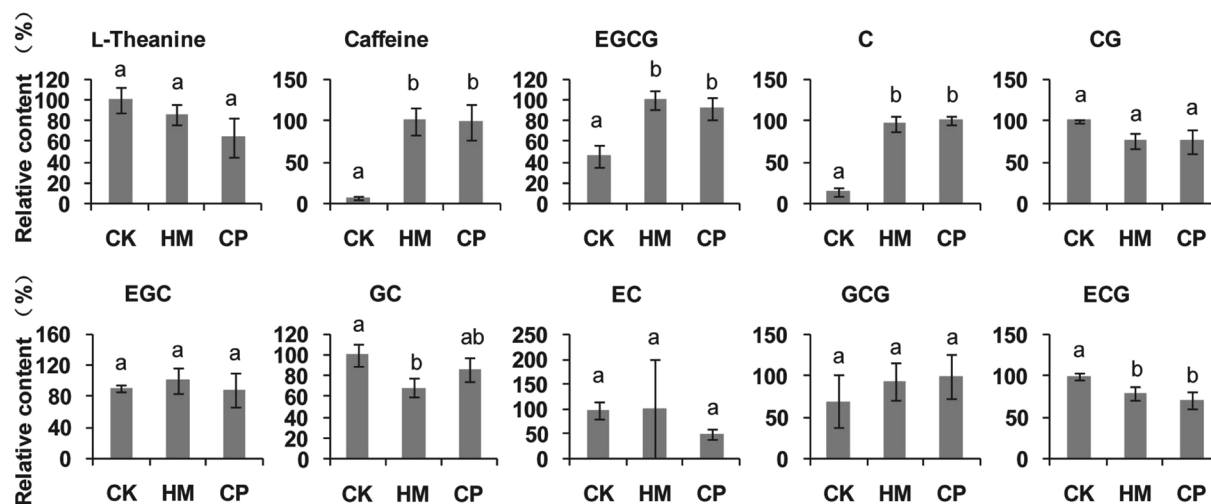 Relative content (%)
L-Theanine
120
100
80
60
40
20
0
a
a
a
CK HM CP
Caffeine
150
100
50
0
a
b
b
CK HM CP
EGCG
120
100
80
60
40
20
0
a
b
b
CK HM CP
C
150
100
50
0
a
b
b
CK HM CP
CG
150
100
50
0
a
a
a
CK HM CP
Relative content (%)
EGC
160
120
80
40
0
a
a
a
CK HM CP
GC
120
100
80
60
40
20
0
a
b
ab
CK HM CP
EC
250
200
150
100
50
0
a
a
a
CK HM CP
GCG
150
100
50
0
a
a
a
CK HM CP
ECG
150
100
50
0
a
b
b
CK HM CP